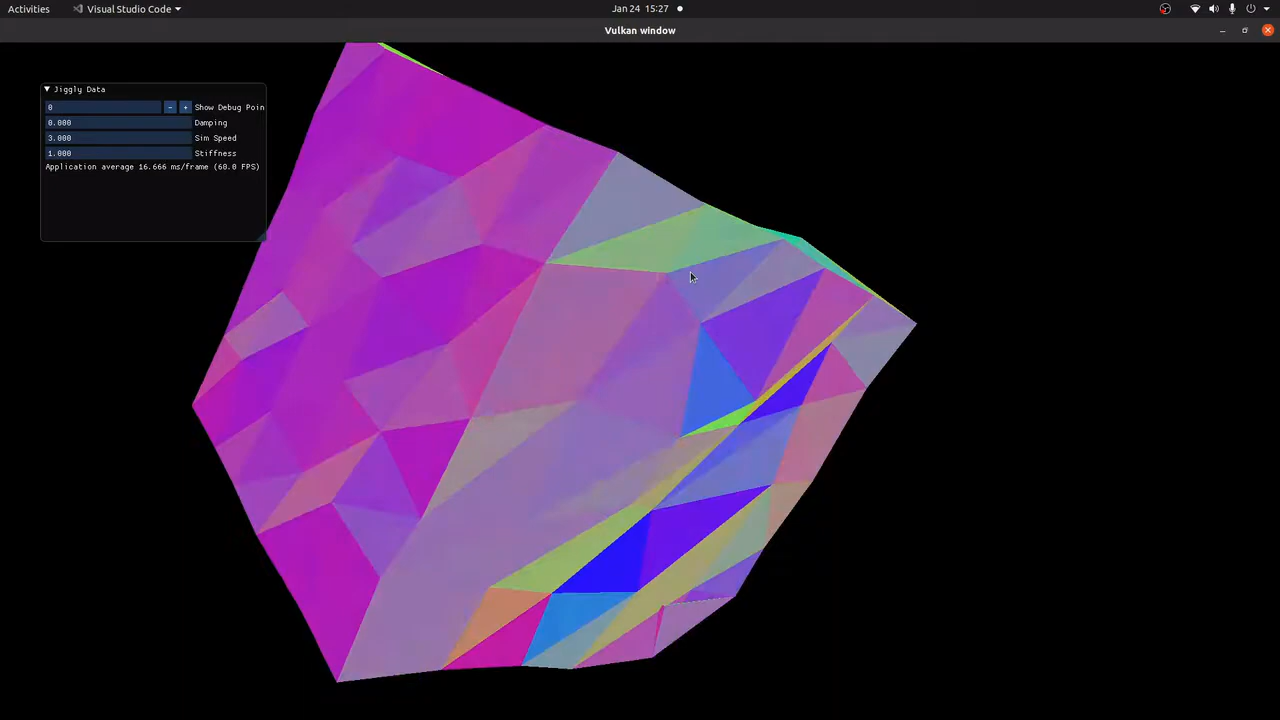 Activities Visual Studio Code Jan 24 15:27
Vulkan window
Jiggly Data
0 - + Show Debug Poin
0.000 Damping
3.000 Sim Speed
1.000 Stiffness
Application average 16.666 ms/frame (60.0 FPS)